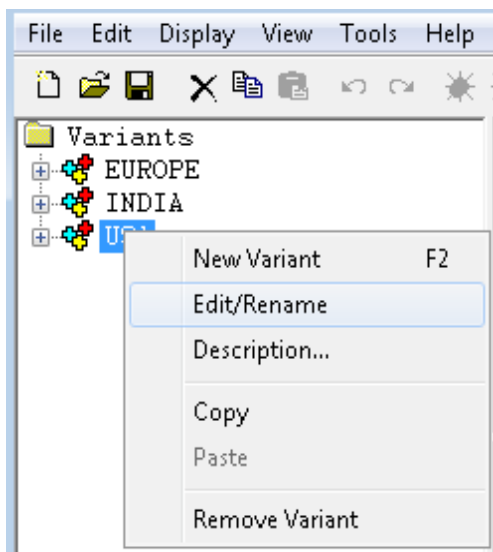 File Edit Display View Tools Help
Variants
EUROPE
INDIA
New Variant F2
Edit/Rename
Description...
Copy
Paste
Remove Variant